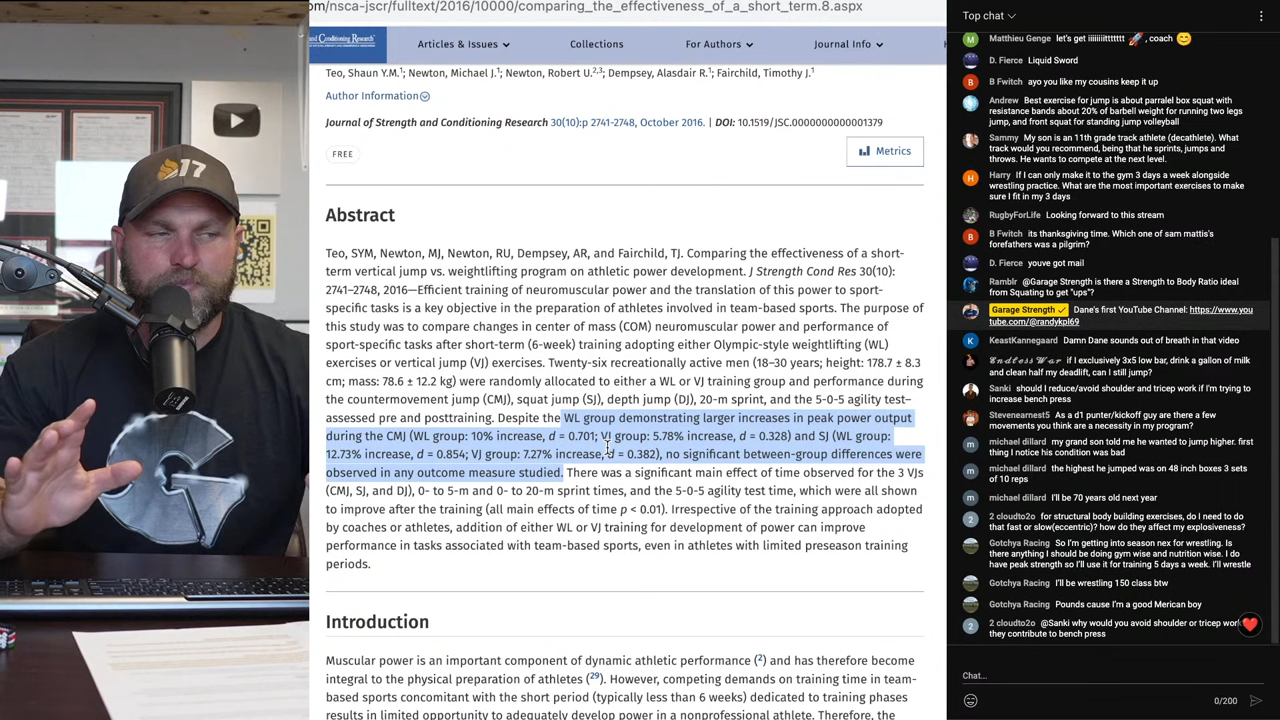 17
om/nsca-jscr/fulltext/2016/10000/comparing_the_effectiveness_of_a_short_term.8.aspx
and Conditioning Research
Articles & Issues
Collections
For Authors
Journal Info
Teo, Shaun Y.M.1; Newton, Michael J.1; Newton, Robert U.2,3; Dempsey, Alasdair R.1; Fairchild, Timothy J.1
Author Information
Journal of Strength and Conditioning Research 30(10):p 2741-2748, October 2016. | DOI: 10.1519/JSC.0000000000001379
FREE
Metrics
Abstract
Teo, SYM, Newton, MJ, Newton, RU, Dempsey, AR, and Fairchild, TJ. Comparing the effectiveness of a short-
term vertical jump vs. weightlifting program on athletic power development. J Strength Cond Res 30(10):
2741–2748, 2016—Efficient training of neuromuscular power and the translation of this power to sport-
specific tasks is a key objective in the preparation of athletes involved in team-based sports. The purpose of
this study was to compare changes in center of mass (COM) neuromuscular power and performance of
sport-specific tasks after short-term (6-week) training adopting either Olympic-style weightlifting (WL)
exercises or vertical jump (VJ) exercises. Twenty-six recreationally active men (18–30 years; height: 178.7 ± 8.3
cm; mass: 78.6 ± 12.2 kg) were randomly allocated to either a WL or VJ training group and performance during
the countermovement jump (CMJ), squat jump (SJ), depth jump (DJ), 20-m sprint, and the 5-0-5 agility test–
assessed pre and posttraining. Despite the WL group demonstrating larger increases in peak power output
during the CMJ (WL group: 10% increase, d = 0.701; VJ group: 5.78% increase, d = 0.328) and SJ (WL group:
12.73% increase, d = 0.854; VJ group: 7.27% increase, d = 0.382), no significant between-group differences were
observed in any outcome measure studied. There was a significant main effect of time observed for the 3 VJs
(CMJ, SJ, and DJ), 0- to 5-m and 0- to 20-m sprint times, and the 5-0-5 agility test time, which were all shown
to improve after the training (all main effects of time p < 0.01). Irrespective of the training approach adopted
by coaches or athletes, addition of either WL or VJ training for development of power can improve
performance in tasks associated with team-based sports, even in athletes with limited preseason training
periods.
Introduction
Muscular power is an important component of dynamic athletic performance (2) and has therefore become
integral to the physical preparation of athletes (29). However, competing demands on training time in team-
based sports concomitant with the short period (typically less than 6 weeks) dedicated to training phases
results in limited opportunity to adequately develop power in a nonprofessional athlete. Therefore, the
Top chat
Matthieu Genge let's get iiiiiiiitttttt 🚀 , coach 😊
D. Fierce Liquid Sword
B Fwitch ayo you like my cousins keep it up
Andrew Best exercise for jump is about parralel box squat with
resistance bands about 20% of barbell weight for running two legs
jump, and front squat for standing jump volleyball
Sammy My son is an 11th grade track athlete (decathlete). What
track would you recommend, being that he sprints, jumps and
throws. He wants to compete at the next level.
Harry If I can only make it to the gym 3 days a week alongside
wrestling practice. What are the most important exercises to make
sure I fit in my 3 days
RugbyForLife Looking forward to this stream
B Fwitch its thanksgiving time. Which one of sam mattis's
forefathers was a pilgrim?
D. Fierce youve got mail
Ramblr @Garage Strength is there a Strength to Body Ratio ideal
from Squating to get "ups"?
Garage Strength ✓ Dane's first YouTube Channel: https://www.you
tube.com/@randykpl69
KeastKannegaard Damn Dane sounds out of breath in that video
Endless War if I exclusively 3x5 low bar, drink a gallon of milk
and clean half my deadlift, can I still jump?
Sanki should I reduce/avoid shoulder and tricep work if I'm trying to
increase bench press
Stevenearnest5 As a d1 punter/kickoff guy are there a few
movements you think are a necessity in my program?
michael dillard my grand son told me he wanted to jump higher. first
thing I notice his condition was bad
michael dillard the highest he jumped was on 48 inch boxes 3 sets
of 10 reps
michael dillard I'll be 70 years old next year
2 cloudto2o for structural body building exercises, do I need to do
that fast or slow(eccentric)? how do they affect my explosiveness?
Gotchya Racing So I'm getting into season nex for wrestling. Is
there anything I should be doing gym wise and nutrition wise. I do
have peak strength so I'll use it for training 5 days a week. I'll wrestle
Gotchya Racing I'll be wrestling 150 class btw
Gotchya Racing Pounds cause I'm a good Merican boy
2 cloudto2o @Sanki why would you avoid shoulder or tricep wor
they contribute to bench press
Chat...
0/200